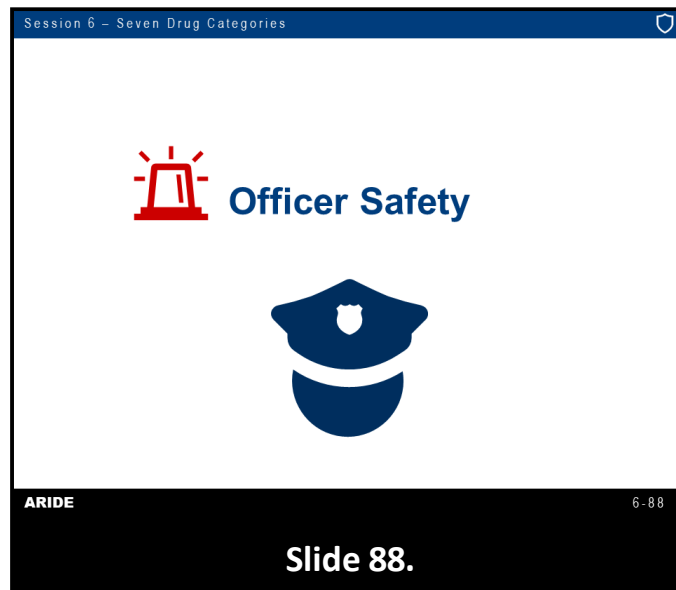 Session 6 – Seven Drug Categories
Officer Safety
ARIDE
6-88
Slide 88.